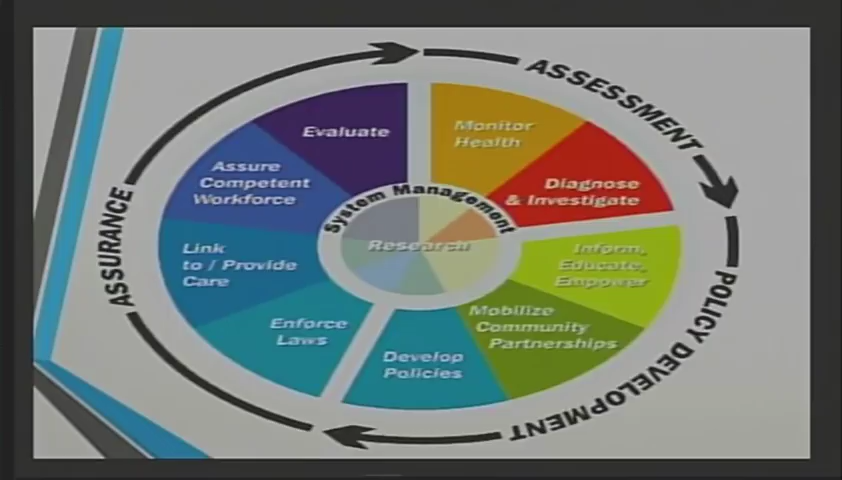 ASSESSMENT
Monitor
Health
Diagnose
& Investigate
POLICY DEVELOPMENT
Inform,
Educate,
Empower
Mobilize
Community
Partnerships
Develop
Policies
ASSURANCE
Enforce
Laws
Link
to / Provide
Care
Assure
Competent
Workforce
Evaluate
System Management
Research